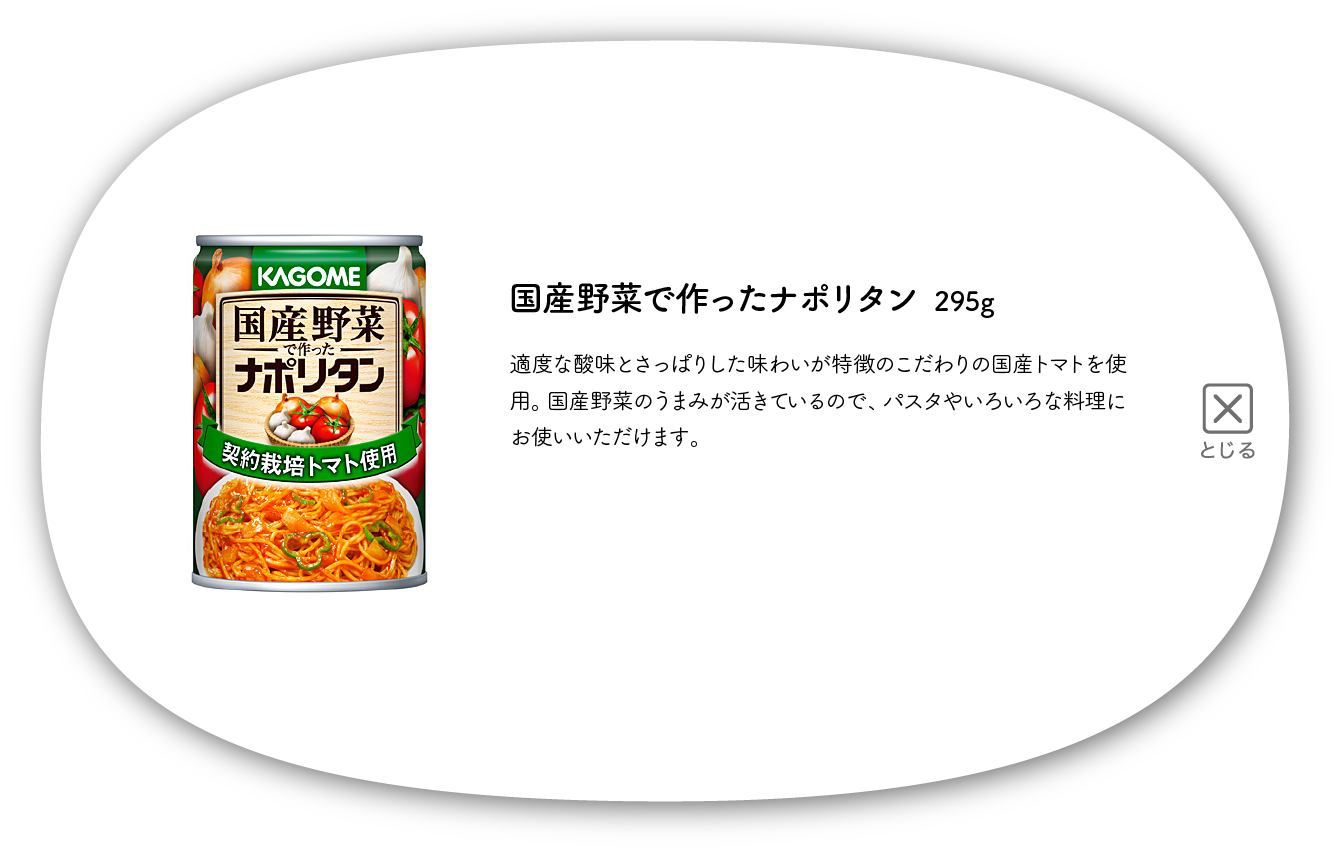 KAGOME
国産野菜
で作った
ナポリタン
契約栽培トマト使用
国産野菜で作ったナポリタン 295g
適度な酸味とさっぱりした味わいが特徴のこだわりの国産トマトを使
用。国産野菜のうまみが活きているので、パスタやいろいろな料理に
お使いいただけます。
とじる